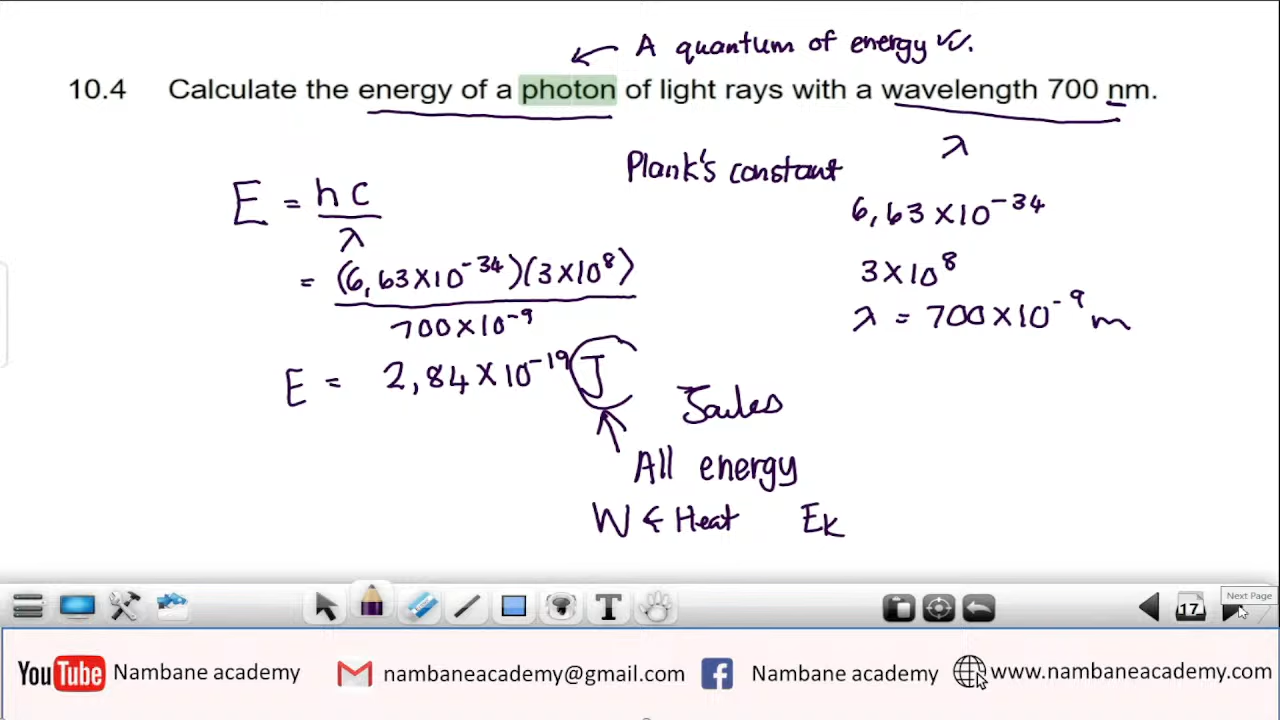 ← A quantum of energy ✓✓.
10.4 Calculate the energy of a photon of light rays with a wavelength 700 nm.
λ
Plank's constant
6,63 × 10⁻³⁴
E = hc / λ
= (6,63×10⁻³⁴)(3×10⁸) / 700×10⁻⁹
3×10⁸
λ = 700×10⁻⁹ m
E = 2,84×10⁻¹⁹ J
Joules
All energy
W & Heat Ek
T
17
Next Page
YouTube Nambane academy
nambaneacademy@gmail.com
f Nambane academy
www.nambaneacademy.com